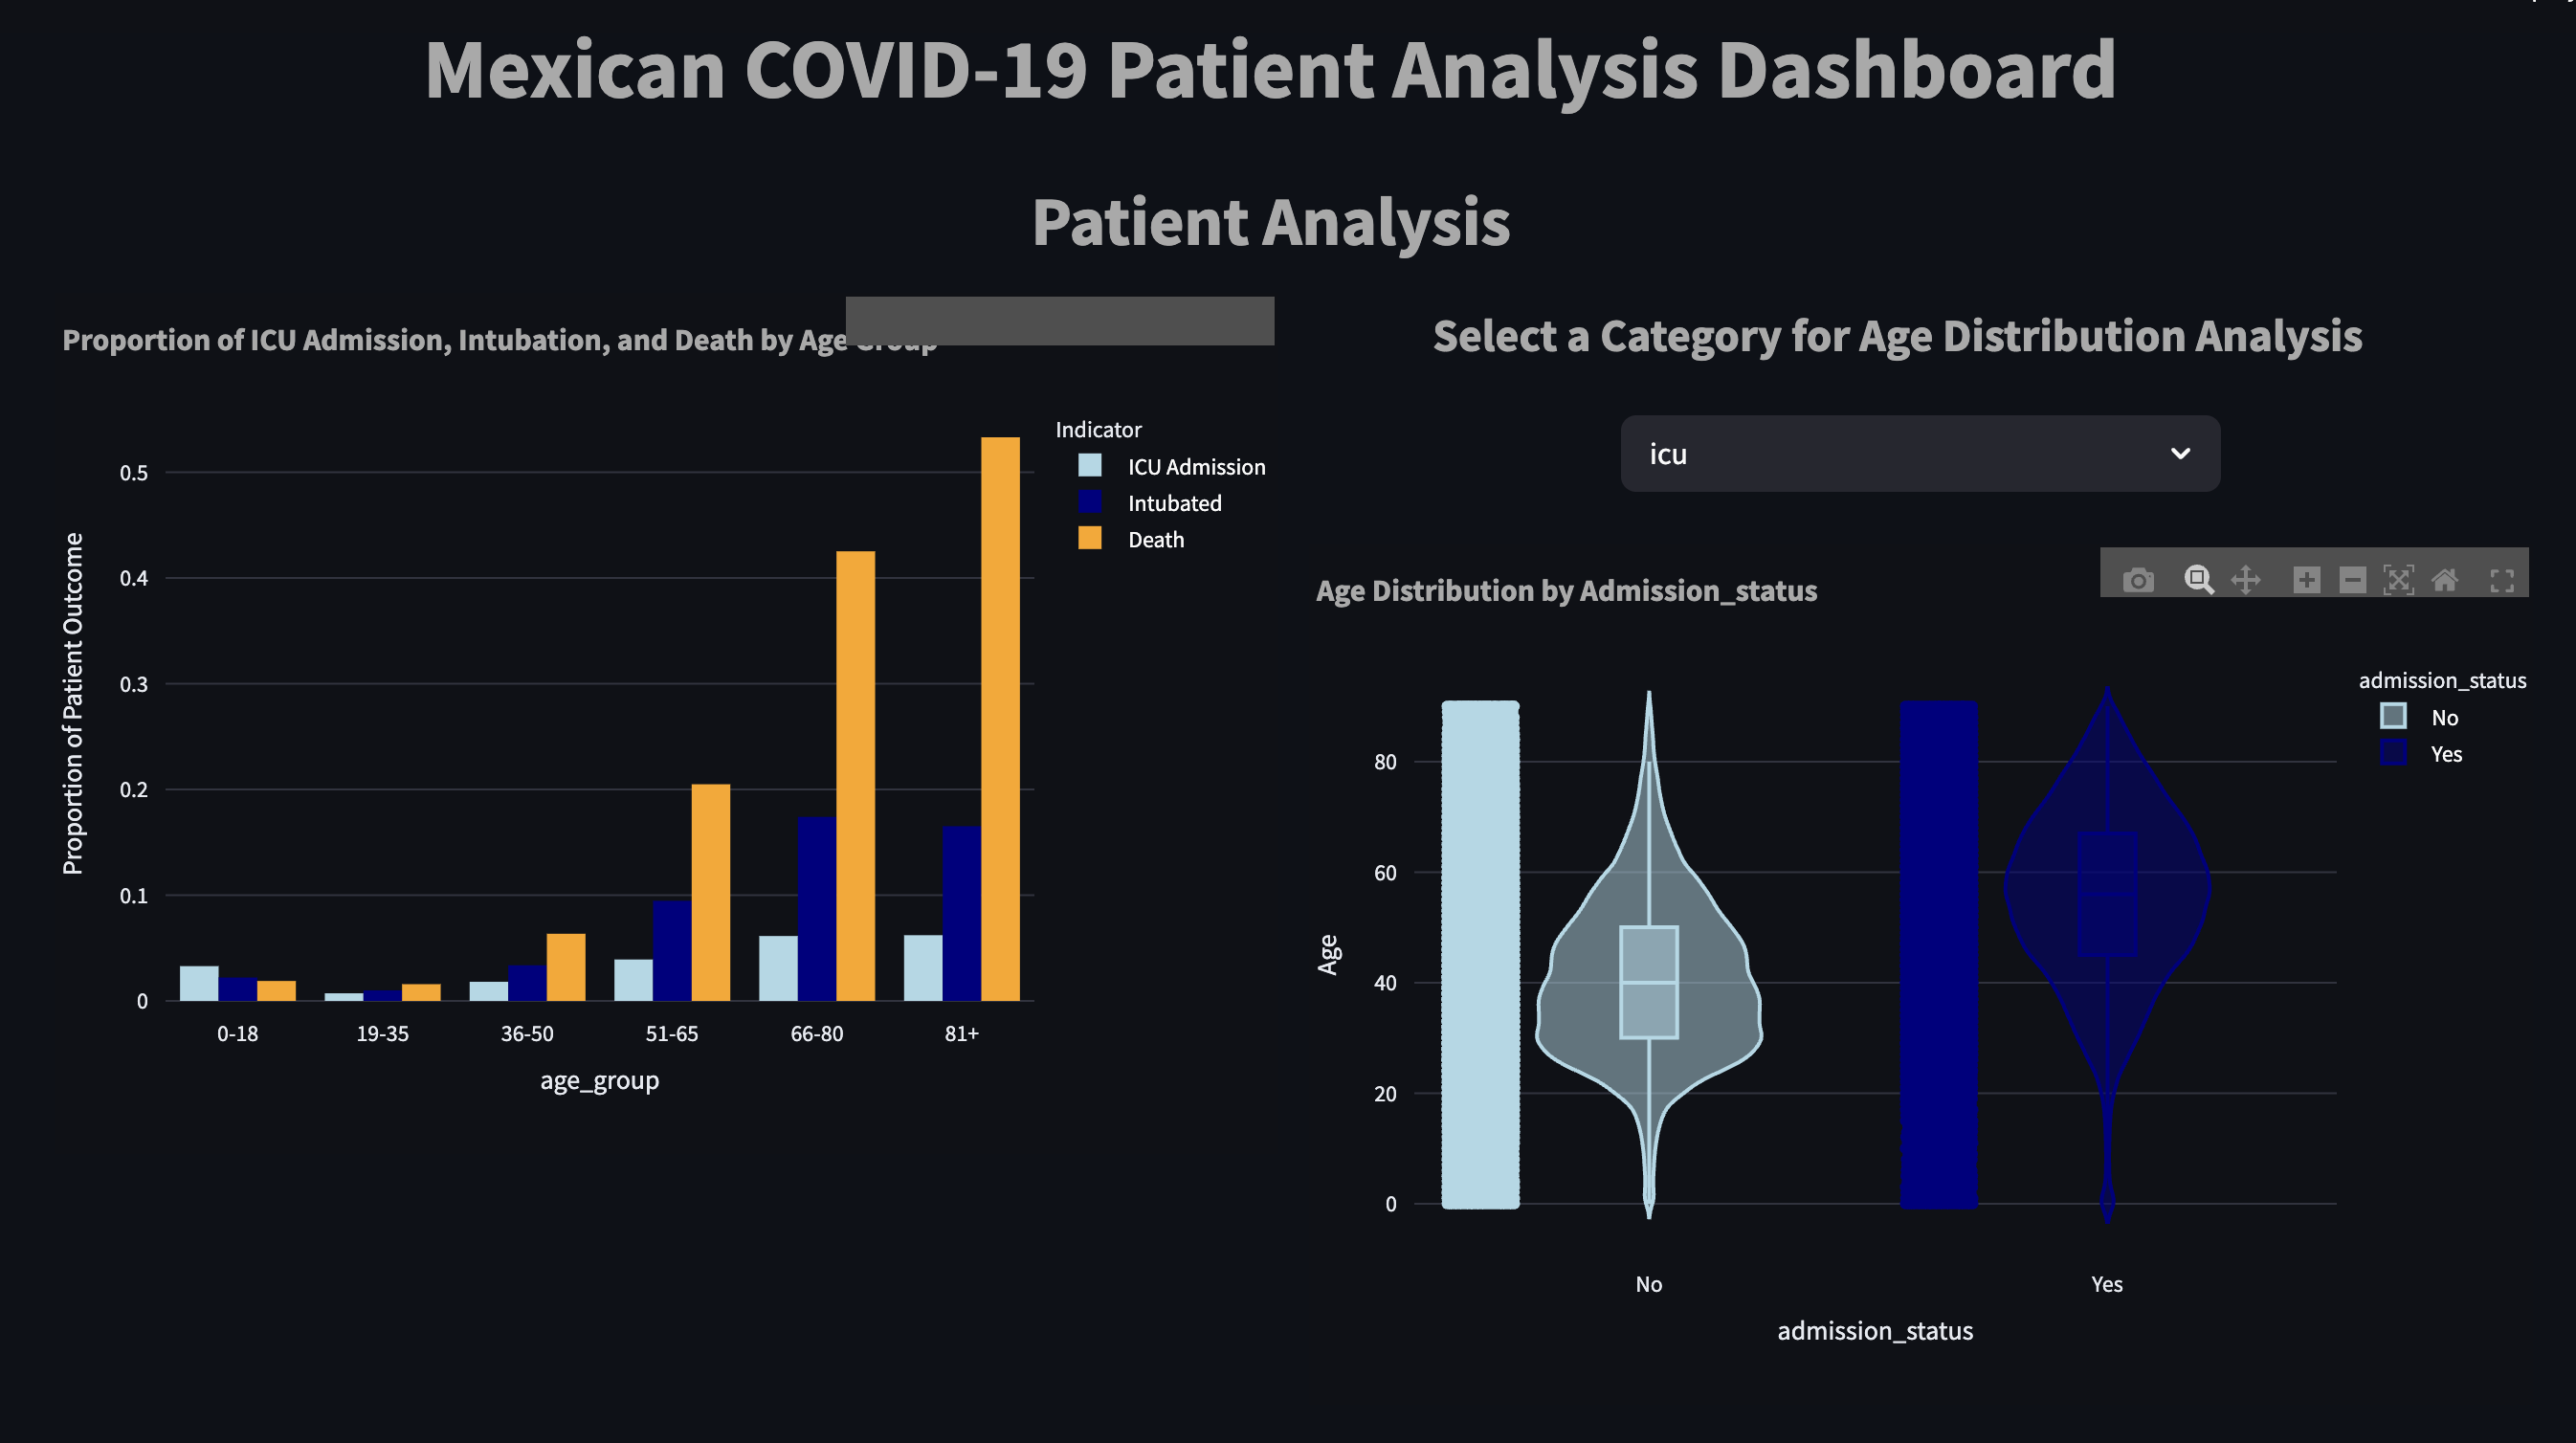 Mexican COVID-19 Patient Analysis Dashboard
Patient Analysis
Proportion of ICU Admission, Intubation, and Death by Age Group
Indicator
ICU Admission
Intubated
Death
Proportion of Patient Outcome
0.5
0.4
0.3
0.2
0.1
0
0-18
19-35
36-50
51-65
66-80
81+
age_group
Select a Category for Age Distribution Analysis
icu
Age Distribution by Admission_status
admission_status
No
Yes
Age
80
60
40
20
0
No
Yes
admission_status